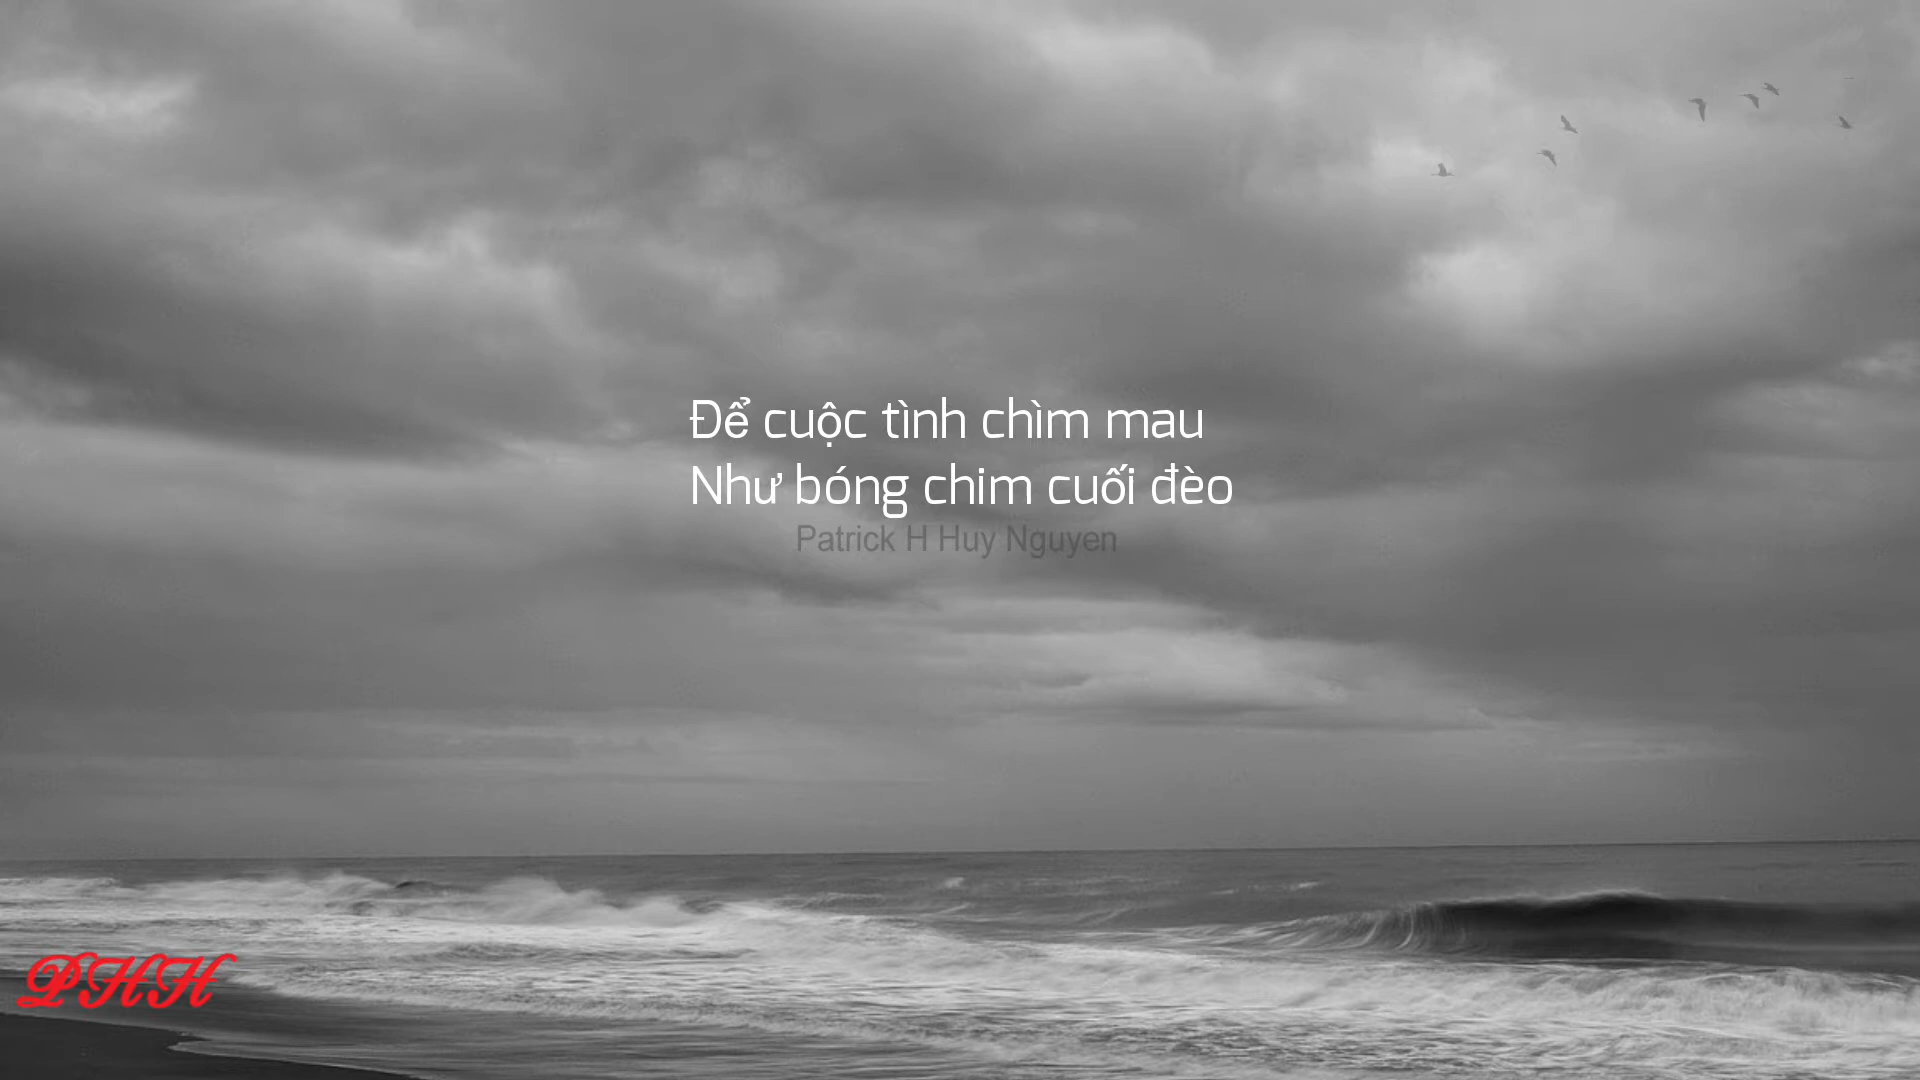 Để cuộc tình chìm mau
Như bóng chim cuối đèo
Patrick H Huy Nguyen
PHH